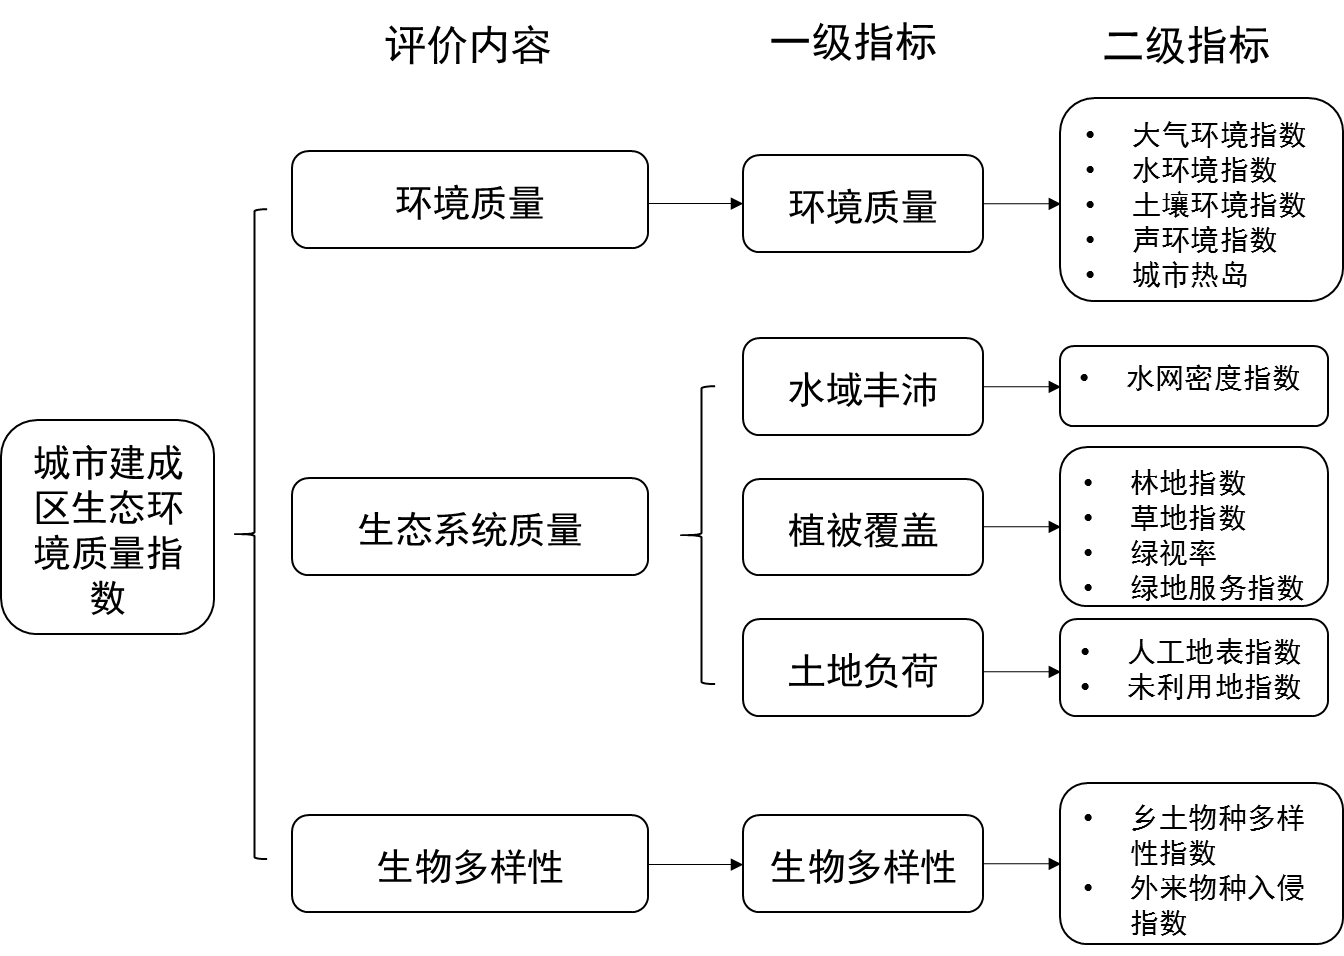 评价内容
一级指标
二级指标
城市建成
区生态环
境质量指
数
环境质量
环境质量
• 大气环境指数
• 水环境指数
• 土壤环境指数
• 声环境指数
• 城市热岛
生态系统质量
水域丰沛
• 水网密度指数
植被覆盖
• 林地指数
• 草地指数
• 绿视率
• 绿地服务指数
土地负荷
• 人工地表指数
• 未利用地指数
生物多样性
生物多样性
• 乡土物种多样
性指数
• 外来物种入侵
指数